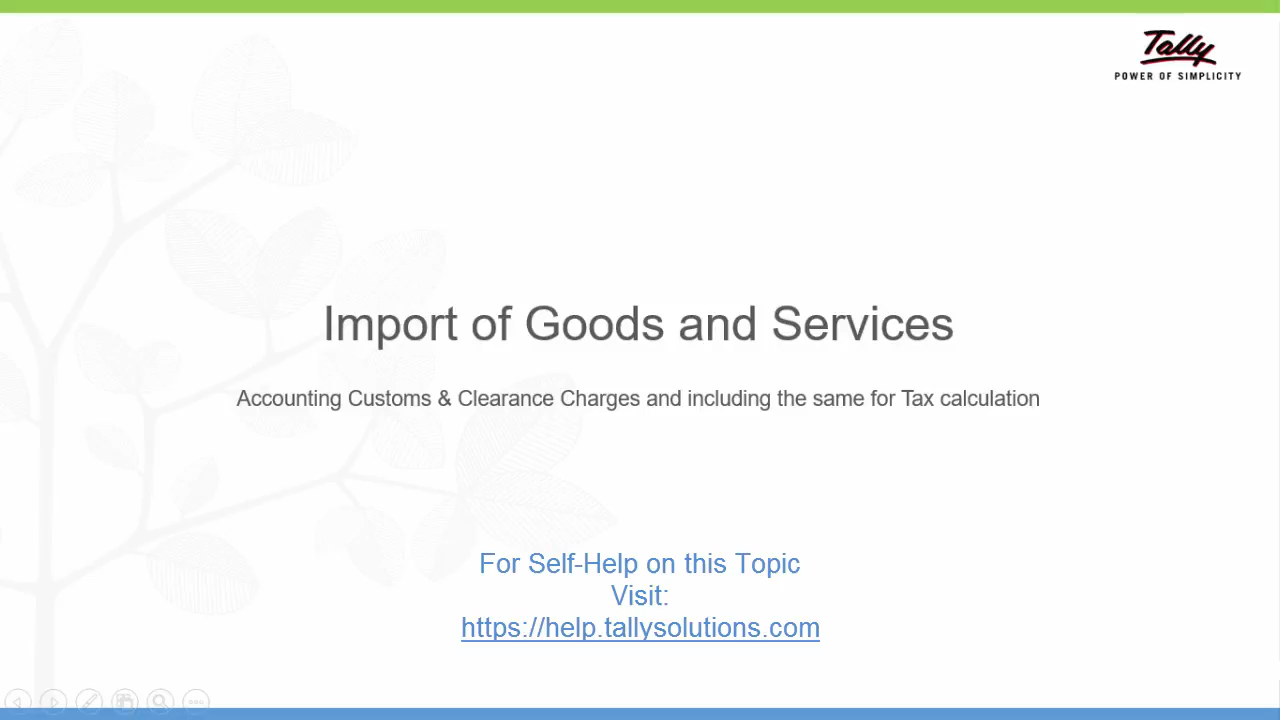 Tally
POWER OF SIMPLICITY
Import of Goods and Services
Accounting Customs & Clearance Charges and including the same for Tax calculation
For Self-Help on this Topic
Visit:
https://help.tallysolutions.com